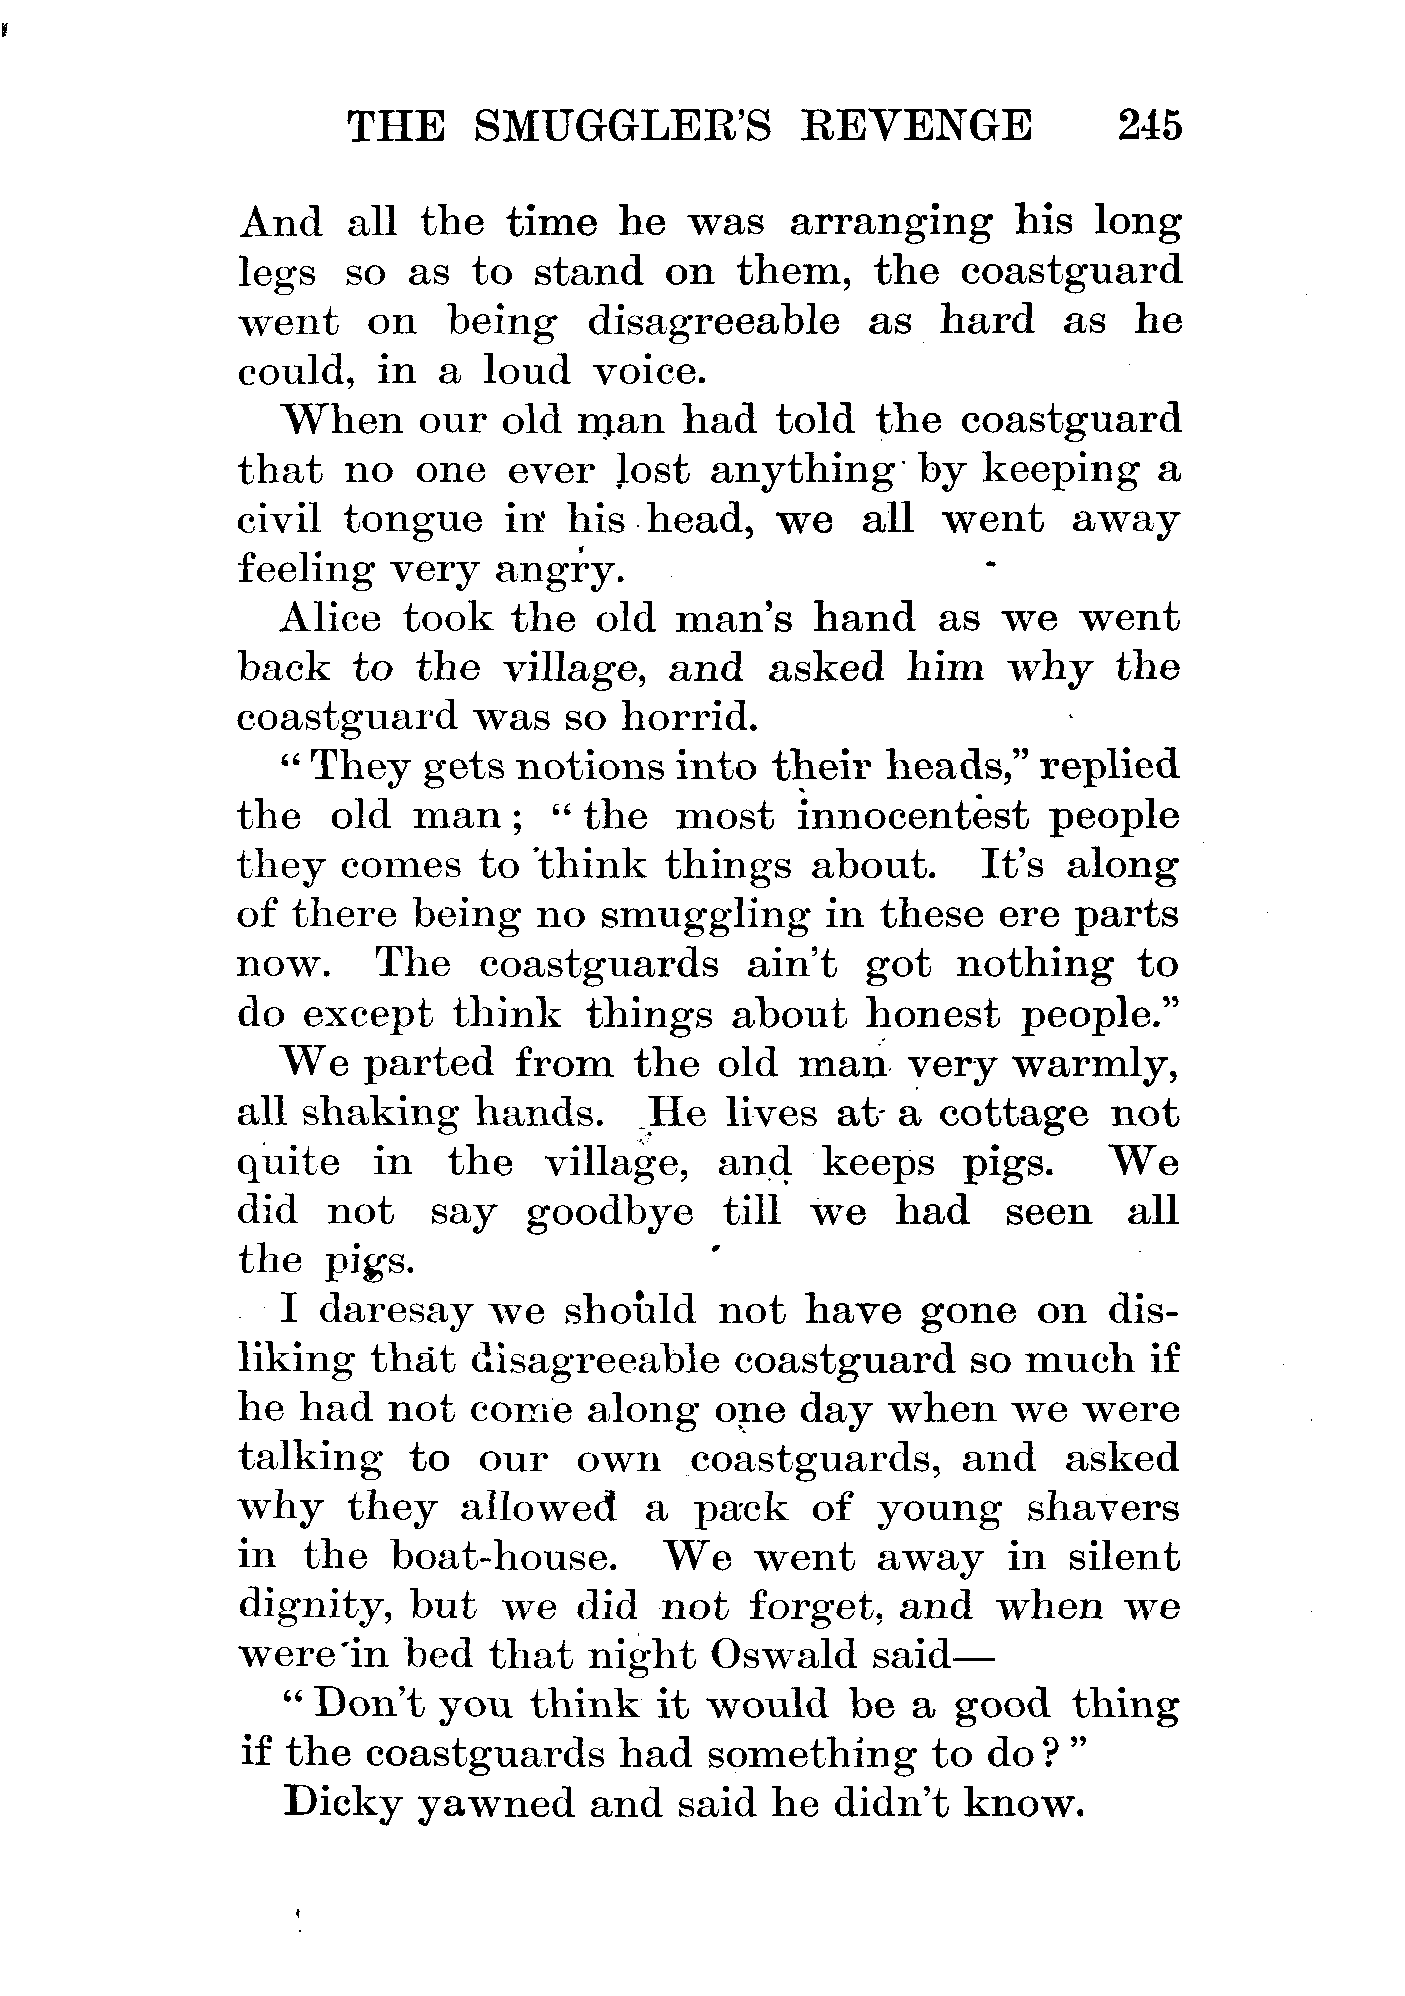 THE SMUGGLER'S REVENGE 245
And all the time he was arranging his long
legs so as to stand on them, the coastguard
went on being disagreeable as hard as he
could, in a loud voice.
When our old man had told the coastguard
that no one ever lost anything by keeping a
civil tongue in his head, we all went away
feeling very angry.
Alice took the old man's hand as we went
back to the village, and asked him why the
coastguard was so horrid.
“They gets notions into their heads,” replied
the old man; “the most innocentest people
they comes to think things about. It's along
of there being no smuggling in these ere parts
now. The coastguards ain't got nothing to
do except think things about honest people.”
We parted from the old man very warmly,
all shaking hands. He lives at a cottage not
quite in the village, and keeps pigs. We
did not say goodbye till we had seen all
the pigs.
I daresay we should not have gone on dis-
liking that disagreeable coastguard so much if
he had not come along one day when we were
talking to our own coastguards, and asked
why they allowed a pack of young shavers
in the boat-house. We went away in silent
dignity, but we did not forget, and when we
were in bed that night Oswald said—
“Don't you think it would be a good thing
if the coastguards had something to do?”
Dicky yawned and said he didn't know.